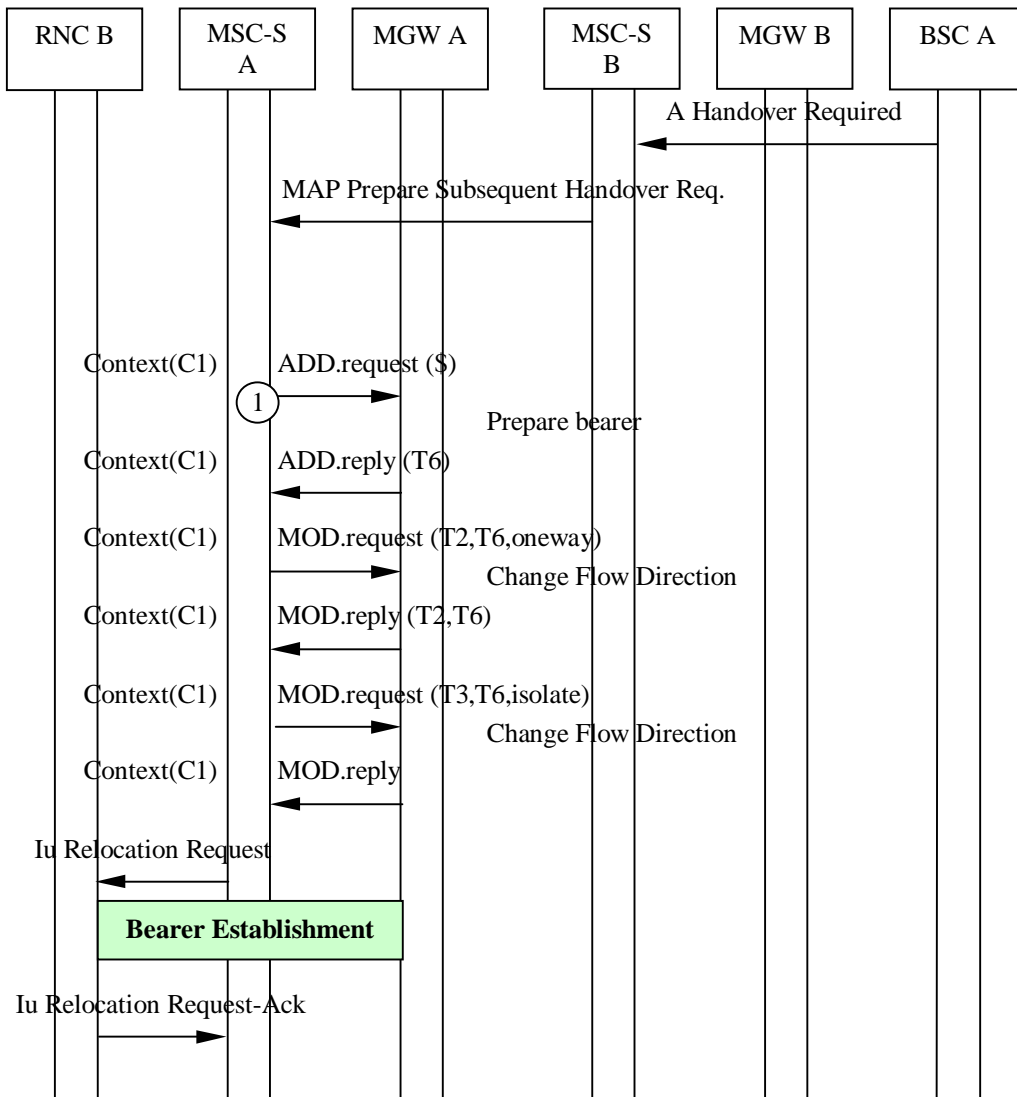 RNC B
MSC-S
A
MGW A
MSC-S
B
MGW B
BSC A
A Handover Required
MAP Prepare Subsequent Handover Req.
Context(C1)
ADD.request ($)
1
Prepare bearer
Context(C1)
ADD.reply (T6)
Context(C1)
MOD.request (T2,T6,oneway)
Change Flow Direction
Context(C1)
MOD.reply (T2,T6)
Context(C1)
MOD.request (T3,T6,isolate)
Change Flow Direction
Context(C1)
MOD.reply
Iu Relocation Request
Bearer Establishment
Iu Relocation Request-Ack